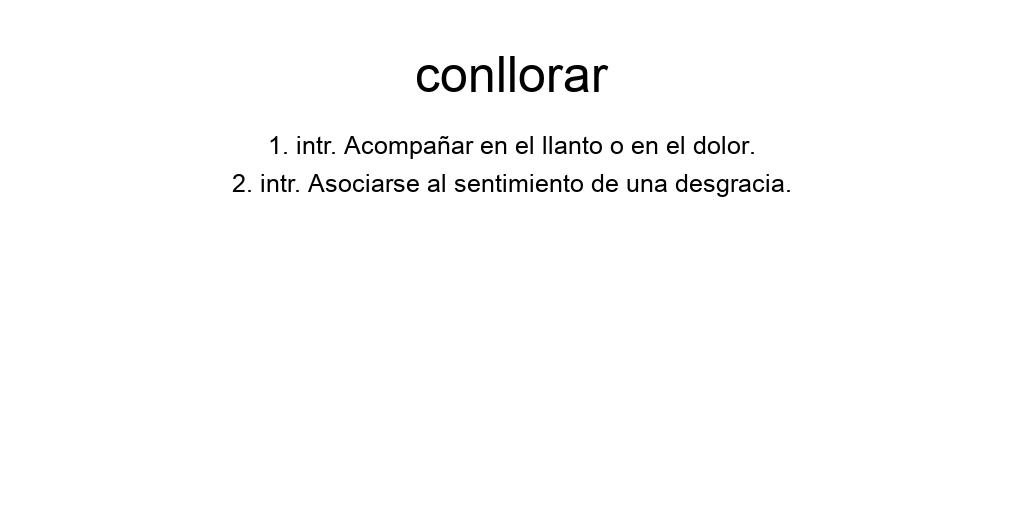 conllorar
1. intr. Acompañar en el llanto o en el dolor.
2. intr. Asociarse al sentimiento de una desgracia.